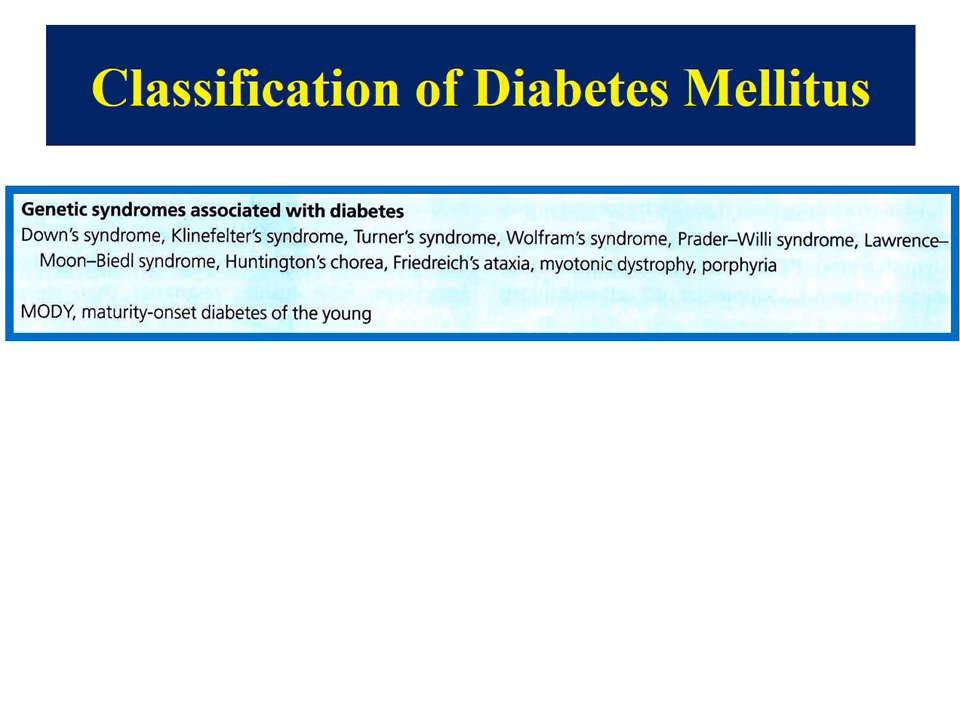 Classification of Diabetes Mellitus
Genetic syndromes associated with diabetes
Down's syndrome, Klinefelter's syndrome, Turner's syndrome, Wolfram's syndrome, Prader–Willi syndrome, Lawrence–
Moon–Biedl syndrome, Huntington's chorea, Friedreich's ataxia, myotonic dystrophy, porphyria
MODY, maturity-onset diabetes of the young